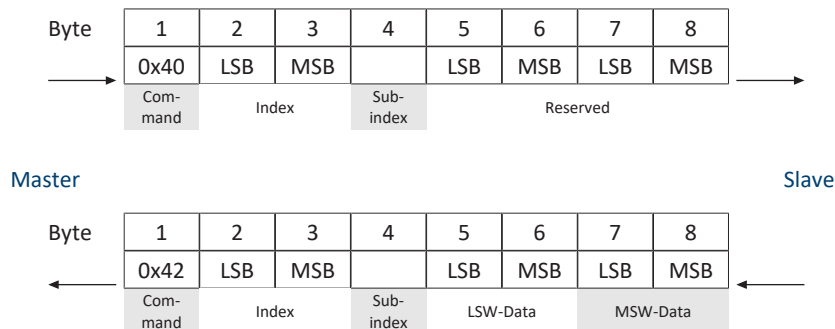 Byte 1 2 3 4 5 6 7 8
0x40 LSB MSB LSB MSB LSB MSB
Com-
mand Index Sub-
index Reserved
Master Slave
Byte 1 2 3 4 5 6 7 8
0x42 LSB MSB LSB MSB LSB MSB
Com-
mand Index Sub-
index LSW-Data MSW-Data